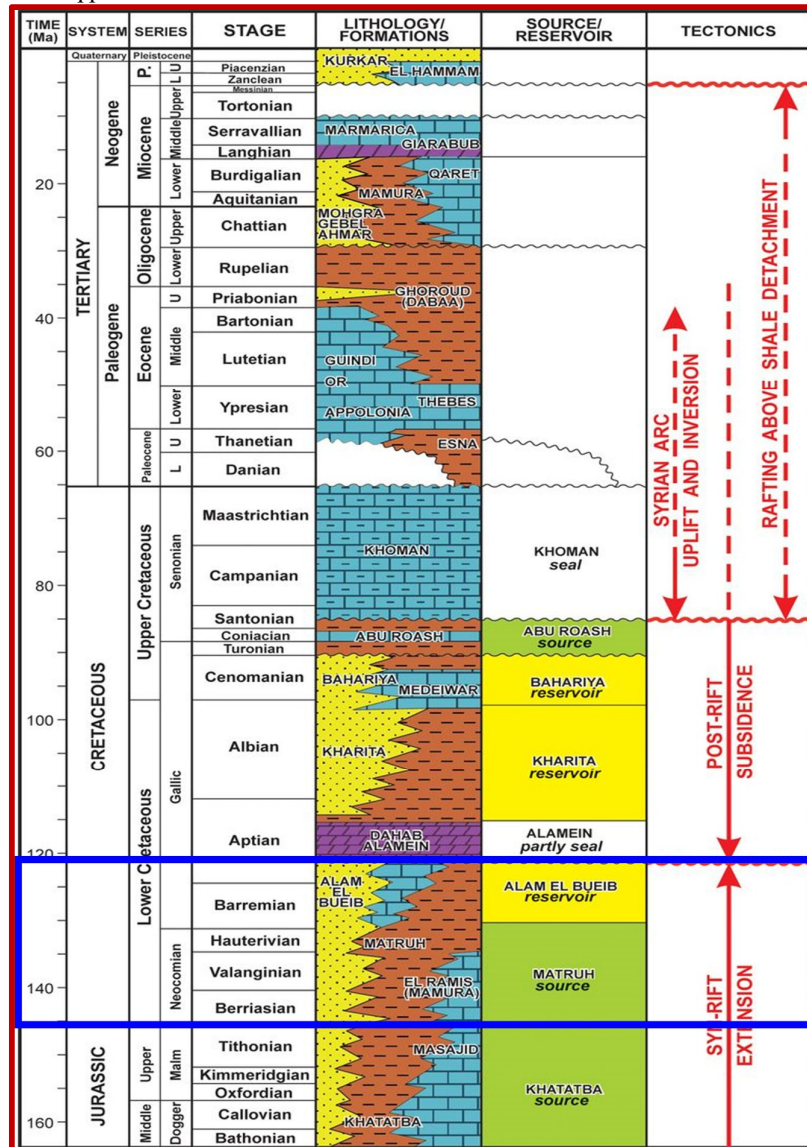 TIME (Ma)
SYSTEM
SERIES
STAGE
LITHOLOGY/ FORMATIONS
SOURCE/ RESERVOIR
TECTONICS
Quaternary
Pleistocene
KURKAR
P.
U
Piacenzian
EL HAMMAM
L
Zanclean
Messinian
Upper
Tortonian
Neogene
Miocene
Middle
Serravallian
MARMARICA
Langhian
GIARABUB
20
Lower
Burdigalian
QARET
Aquitanian
MAMURA
TERTIARY
Oligocene
Upper
Chattian
MOHGRA
GEBEL
AHMAR
Lower
Rupelian
Paleogene
Eocene
U
Priabonian
GHOROUD
(DABAA)
40
Middle
Bartonian
Lutetian
GUINDI
OR
APPOLONIA
Lower
Ypresian
THEBES
Paleocene
U
Thanetian
ESNA
60
L
Danian
SYRIAN ARC
UPLIFT AND INVERSION
RAFTING ABOVE SHALE DETACHMENT
CRETACEOUS
Upper Cretaceous
Senonian
Maastrichtian
KHOMAN
KHOMAN
seal
80
Campanian
Santonian
Coniacian
ABU ROASH
ABU ROASH
source
Turonian
Gallic
Cenomanian
BAHARIYA
MEDEIWAR
BAHARIYA
reservoir
100
Lower Cretaceous
Albian
KHARITA
KHARITA
reservoir
POST-RIFT
SUBSIDENCE
Aptian
DAHAB
ALAMEIN
ALAMEIN
partly seal
120
ALAM
EL
BUEIB
ALAM EL BUEIB
reservoir
Barremian
Neocomian
Hauterivian
MATRUH
Valanginian
MATRUH
source
140
Berriasian
EL RAMIS
(MAMURA)
SYN-RIFT
EXTENSION
JURASSIC
Upper
Malm
Tithonian
MASAJID
Kimmeridgian
Oxfordian
KHATATBA
source
160
Middle
Dogger
Callovian
KHATATBA
Bathonian